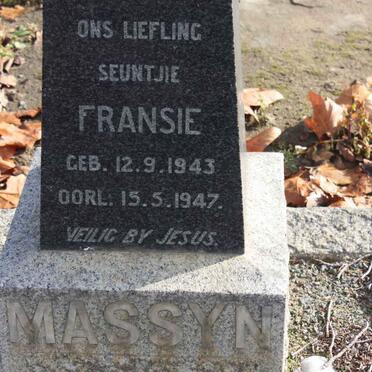 ONS LIEFLING
SEUNTJIE
FRANSIE
GEB. 12.9.1943
OORL. 15.5.1947.
VEILIG BY JESUS.
MASSYN